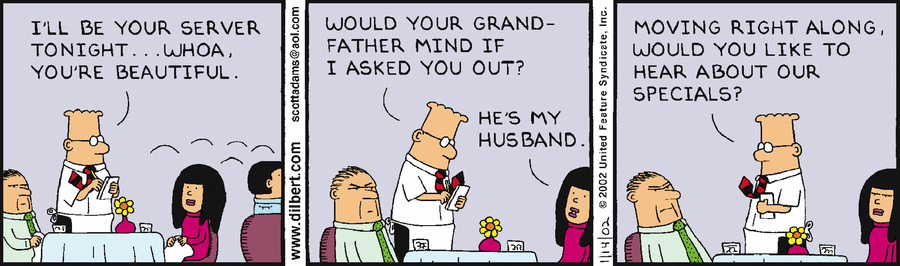 I'LL BE YOUR SERVER
TONIGHT...WHOA,
YOU'RE BEAUTIFUL.
www.dilbert.com scottadams@aol.com
WOULD YOUR GRAND-
FATHER MIND IF
I ASKED YOU OUT?
HE'S MY
HUSBAND.
1/14/02 © 2002 United Feature Syndicate, Inc.
MOVING RIGHT ALONG,
WOULD YOU LIKE TO
HEAR ABOUT OUR
SPECIALS?